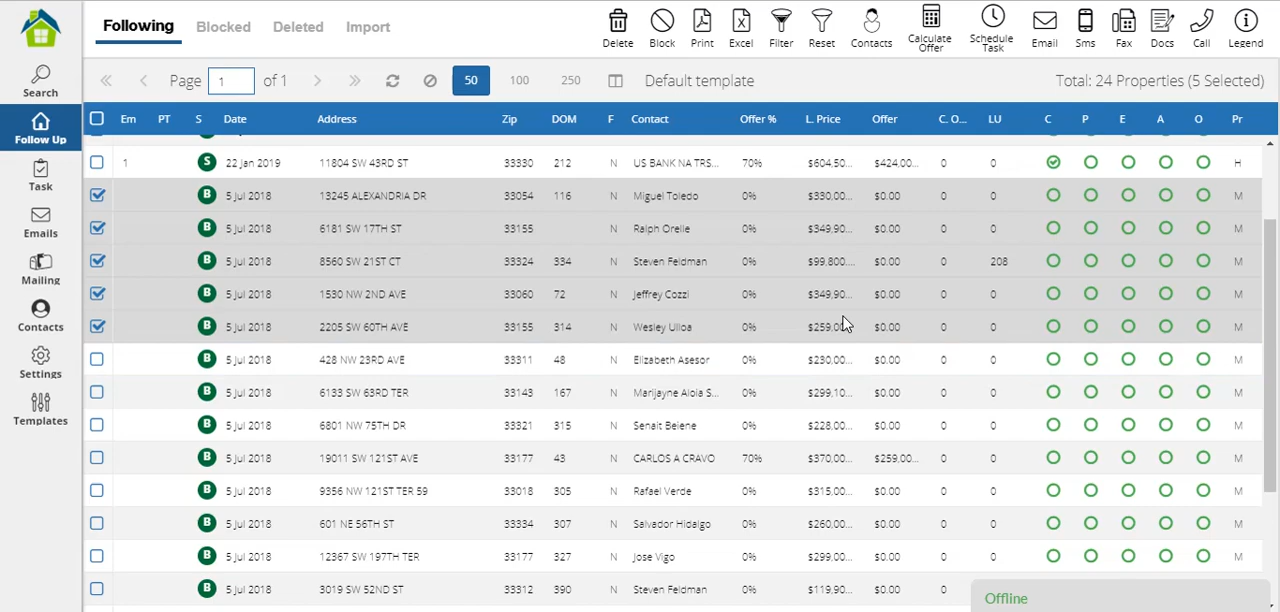 Following Blocked Deleted Import
Delete Block Print Excel Filter Reset Contacts Calculate Offer Schedule Task Email Sms Fax Docs Call Legend
Search
Follow Up
Task
Emails
Mailing
Contacts
Settings
Templates
Page 1 of 1 50 100 250 Default template Total: 24 Properties (5 Selected)
Em PT S Date Address Zip DOM F Contact Offer % L. Price Offer C. O... LU C P E A O Pr
1 S 22 Jan 2019 11804 SW 43RD ST 33330 212 N US BANK NA TRS... 70% $604,50... $424,00... 0 0 H
B 5 Jul 2018 13245 ALEXANDRIA DR 33054 116 N Miguel Toledo 0% $330,00... $0.00 0 0 M
B 5 Jul 2018 6181 SW 17TH ST 33155 N Ralph Orelle 0% $349,90... $0.00 0 0 M
B 5 Jul 2018 8560 SW 21ST CT 33324 334 N Steven Feldman 0% $99,800.... $0.00 0 208 M
B 5 Jul 2018 1530 NW 2ND AVE 33060 72 N Jeffrey Cozzi 0% $349,90... $0.00 0 0 M
B 5 Jul 2018 2205 SW 60TH AVE 33155 314 N Wesley Ulloa 0% $0.00 0 0 M
B 5 Jul 2018 428 NW 23RD AVE 33311 48 N Elizabeth Asesor 0% $230,00... $0.00 0 0 M
B 5 Jul 2018 6133 SW 63RD TER 33143 167 N Marijayne Alola S... 0% $299,10... $0.00 0 0 M
B 5 Jul 2018 6801 NW 75TH DR 33321 315 N Senait Beiene 0% $228,00... $0.00 0 0 M
B 5 Jul 2018 19011 SW 121ST AVE 33177 43 N CARLOS A CRAVO 70% $370,00... $259,00... 0 0 M
B 5 Jul 2018 9356 NW 121ST TER 59 33018 305 N Rafael Verde 0% $315,00... $0.00 0 0 M
B 5 Jul 2018 601 NE 56TH ST 33334 307 N Salvador Hidalgo 0% $260,00... $0.00 0 0 M
B 5 Jul 2018 12367 SW 197TH TER 33177 327 N Jose Vigo 0% $299,00... $0.00 0 0 M
B 5 Jul 2018 3019 SW 52ND ST 33312 390 N Steven Feldman 0% $119,90... $0.00 0 0
Offline